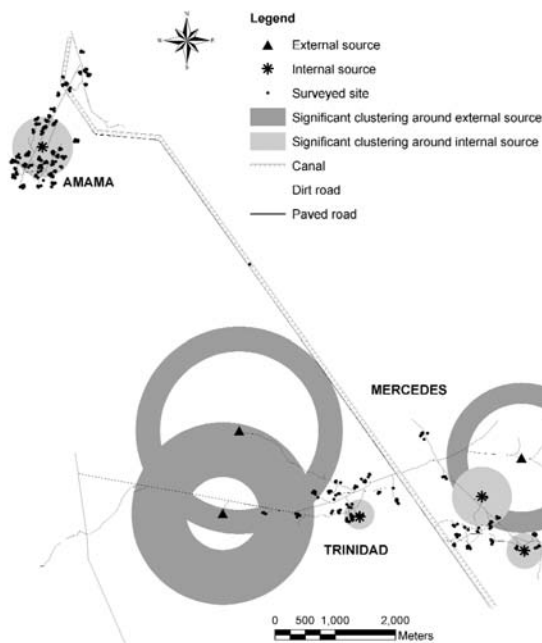 Legend
External source
Internal source
Surveyed site
Significant clustering around external source
Significant clustering around internal source
Canal
Dirt road
Paved road
AMAMA
MERCEDES
TRINIDAD
0 500 1,000 2,000
Meters